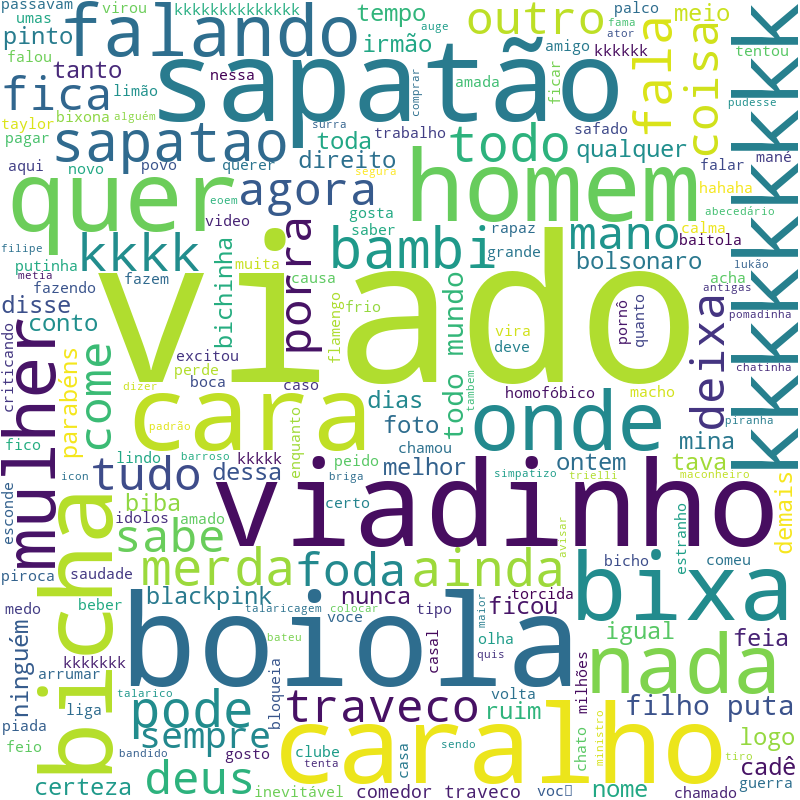 passavam
umas
virou
kkkkkkkkkkkkkk
tempo
auge
outro
palco
fama
ator
meio
pinto
falando
irmão
amigo
kkkkkk
fala
coisa
tentou
kkkkkkkk
falou
tanto
nessa
sapatão
amada
ficar
comprar
pudesse
fica
limão
bixona
alguém
surra
trabalho
safado
mané
taylor
pagar
sapatao
toda
todo
qualquer
falar
hahaha
aqui
novo
povo
querer
direito
segura
homem
abecedário
quer
eoem
agora
gosta
saber
video
rapaz
grande
mano
calma
baitola
filipe
metia
putinha
kkkk
muita
causa
frio
bambi
bolsonaro
acha
lukão
antigas
fazendo
fazem
bichinha
porra
flamengo
viado
vira
deve
pornô
quanto
deixa
pomadinha
disse
conto
criticando
mulher
parabéns
come
excitou
perde
boca
caso
todo mundo
tambem
homofóbico
macho
chatinha
dizer
padrão
cara
dias
foto
onde
mina
piranha
fico
lindo
barroso
kkkkk
enquanto
peido
briga
chamou
melhor
simpatizo
ontem
trielli
tava
maconheiro
demais
icon
tudo
dessa
certo
viadinho
avisar
esconde
bicha
biba
idolos
amado
sabe
estranho
bicho
comeu
piroca
saudade
merda
foda
ainda
bixa
medo
beber
blackpink
nunca
tipo
ficou
torcida
talaricagem
colocar
voce
maior
ninguém
kkkkkkk
arrumar
boiola
bateu
casal
olha
quis
igual
feia
milhões
nada
piada
liga
talarico
pode
bloqueia
traveco
volta
ruim
filho puta
feio
bandido
sempre
gosto
clube
tenta
caralho
casa
sendo
chato
ministro
tiro
logo
cadê
guerra
certeza
deus
inevitável
comedor traveco
voc
nome
chamado